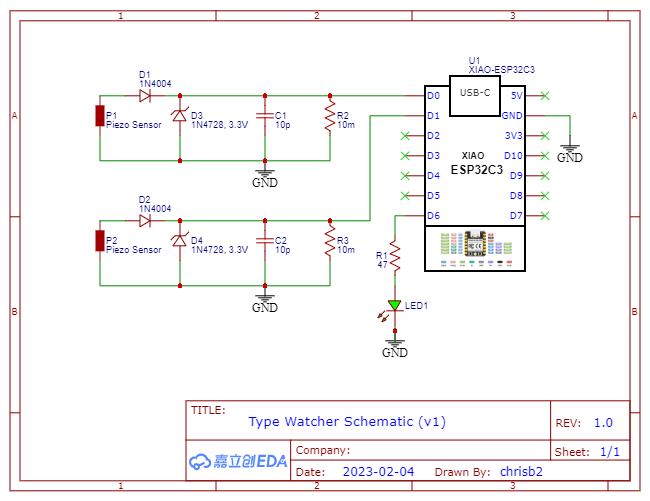 1
2
3
A
A
B
B
U1
XIAO-ESP32C3
USB-C
D0
D1
D2
D3
D4
D5
D6
5V
GND
3V3
D10
D9
D8
D7
XIAO
ESP32C3
GND
D1
1N4004
P1
Piezo Sensor
D3
1N4728, 3.3V
C1
10p
R2
10m
GND
D2
1N4004
P2
Piezo Sensor
D4
1N4728, 3.3V
C2
10p
R3
10m
GND
R1
47
LED1
GND
TITLE:
Type Watcher Schematic (v1)
REV: 1.0
嘉立创EDA
Company:
Sheet: 1/1
Date: 2023-02-04 Drawn By: chrisb2
1
2
3